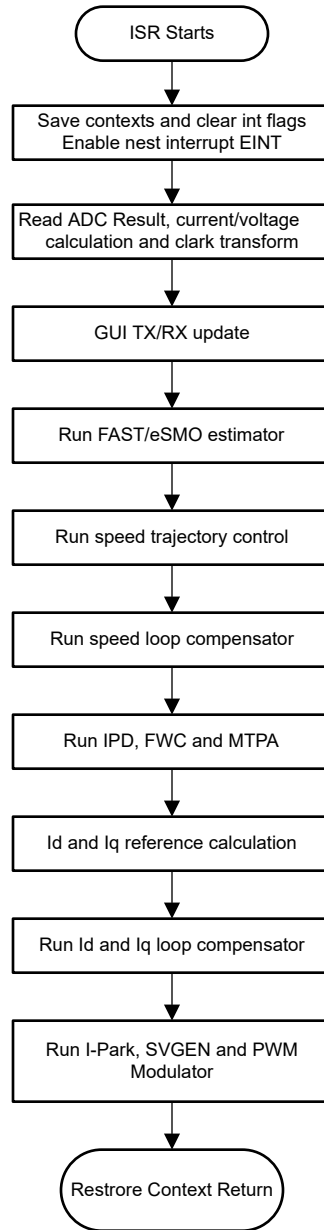 ISR Starts
Save contexts and clear int flags
Enable nest interrupt EINT
Read ADC Result, current/voltage
calculation and clark transform
GUI TX/RX update
Run FAST/eSMO estimator
Run speed trajectory control
Run speed loop compensator
Run IPD, FWC and MTPA
Id and Iq reference calculation
Run Id and Iq loop compensator
Run I-Park, SVGEN and PWM
Modulator
Restrore Context Return